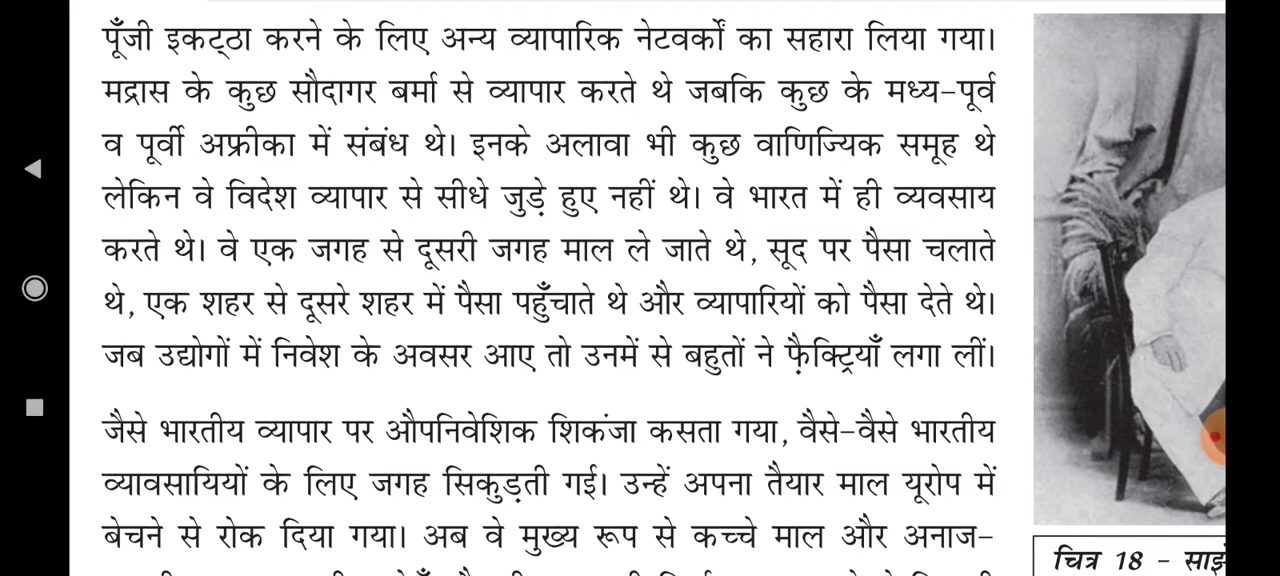 पूँजी इकट्ठा करने के लिए अन्य व्यापारिक नेटवर्कों का सहारा लिया गया।
मद्रास के कुछ सौदागर बर्मा से व्यापार करते थे जबकि कुछ के मध्य-पूर्व
व पूर्वी अफ़्रीका में संबंध थे। इनके अलावा भी कुछ वाणिज्यिक समूह थे
लेकिन वे विदेश व्यापार से सीधे जुड़े हुए नहीं थे। वे भारत में ही व्यवसाय
करते थे। वे एक जगह से दूसरी जगह माल ले जाते थे, सूद पर पैसा चलाते
थे, एक शहर से दूसरे शहर में पैसा पहुँचाते थे और व्यापारियों को पैसा देते थे।
जब उद्योगों में निवेश के अवसर आए तो उनमें से बहुतों ने फ़ैक्ट्रियाँ लगा लीं।
जैसे भारतीय व्यापार पर औपनिवेशिक शिकंजा कसता गया, वैसे-वैसे भारतीय
व्यावसायियों के लिए जगह सिकुड़ती गई। उन्हें अपना तैयार माल यूरोप में
बेचने से रोक दिया गया। अब वे मुख्य रूप से कच्चे माल और अनाज-
चित्र 18 -